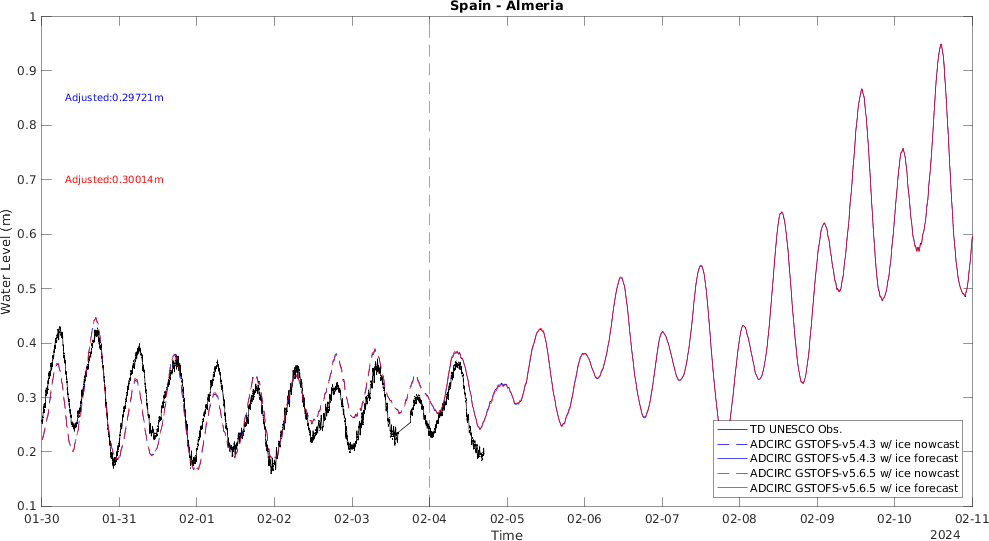 Spain - Almeria
1
0.9
0.8
0.7
0.6
0.5
0.4
0.3
0.2
0.1
Water Level (m)
Adjusted:0.29721m
Adjusted:0.30014m
TD UNESCO Obs.
ADCIRC GSTOFS-v5.4.3 w/ ice nowcast
ADCIRC GSTOFS-v5.4.3 w/ ice forecast
ADCIRC GSTOFS-v5.6.5 w/ ice nowcast
ADCIRC GSTOFS-v5.6.5 w/ ice forecast
01-30 01-31 02-01 02-02 02-03 02-04 02-05 02-06 02-07 02-08 02-09 02-10 02-11
Time
2024